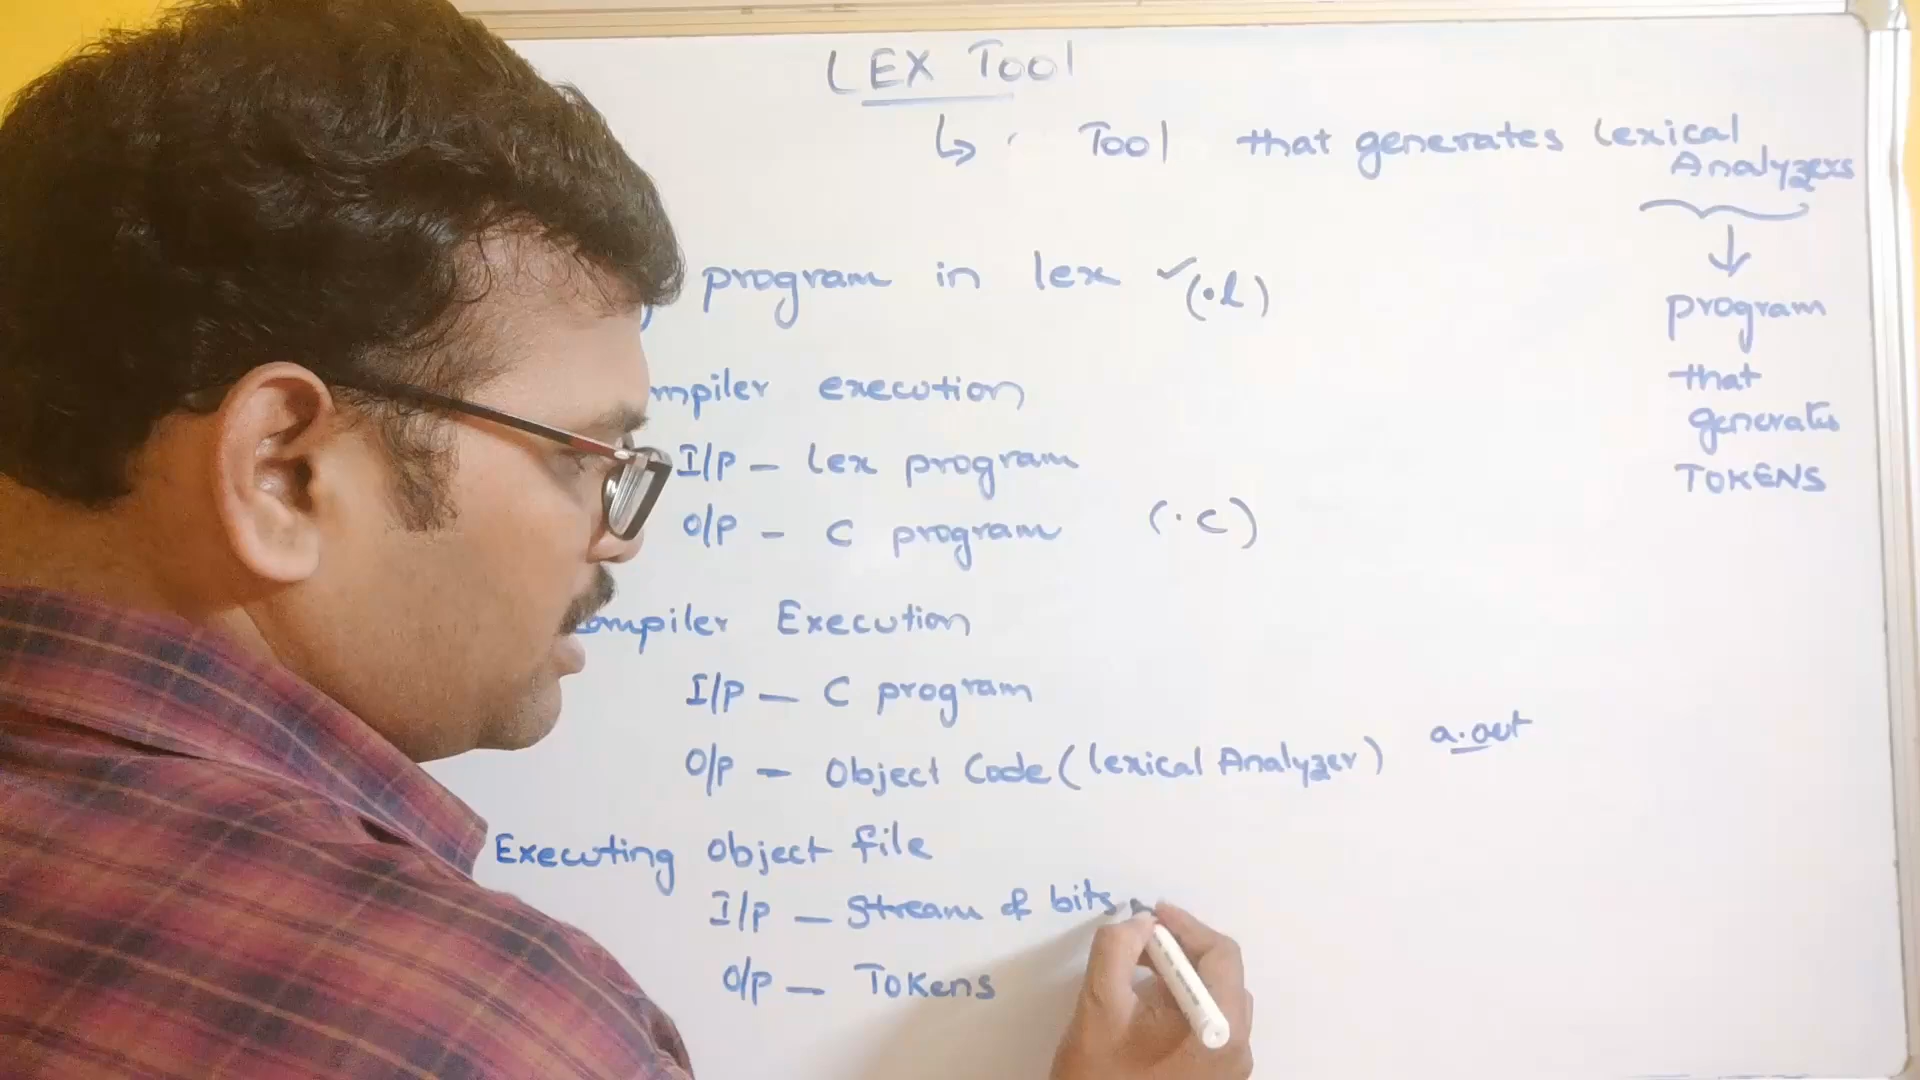 LEX Tool
↳ Tool that generates lexical
Analyzers
↓
program in lex ✓(.l)
program
that
generates
TOKENS
mpiler execution
I/P - lex program
O/P - C program (.c)
ompiler Execution
I/P - C program
O/P - Object Code (lexical Analyzer) a.out
Executing Object file
I/P - Stream of bits
O/P - Tokens